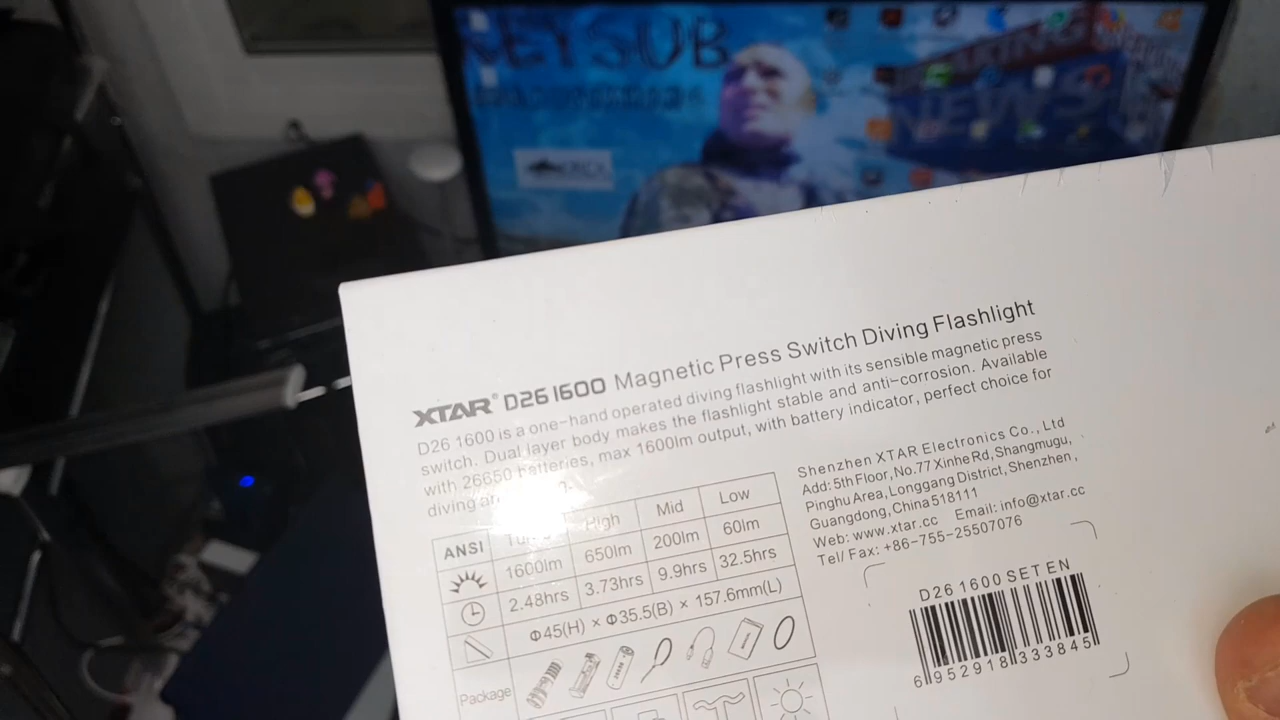 KEYSUB
NEWS
XTAR® D26 1600 Magnetic Press Switch Diving Flashlight
D26 1600 is a one-hand operated diving flashlight with its sensible magnetic press
switch. Dual layer body makes the flashlight stable and anti-corrosion. Available
with 26650 batteries, max 1600lm output, with battery indicator, perfect choice for
diving
ANSI High Mid Low
1600lm 650lm 200lm 60lm
2.48hrs 3.73hrs 9.9hrs 32.5hrs
Φ45(H) × Φ35.5(B) × 157.6mm(L)
Package
Shenzhen XTAR Electronics Co., Ltd
Add: 5th Floor, No.77 Xinhe Rd, Shangmugu,
Pinghu Area, Longgang District, Shenzhen,
Guangdong, China 518111
Web: www.xtar.cc Email: info@xtar.cc
Tel/ Fax: +86-755-25507076
D26 1600 SET EN
6 952918 333845